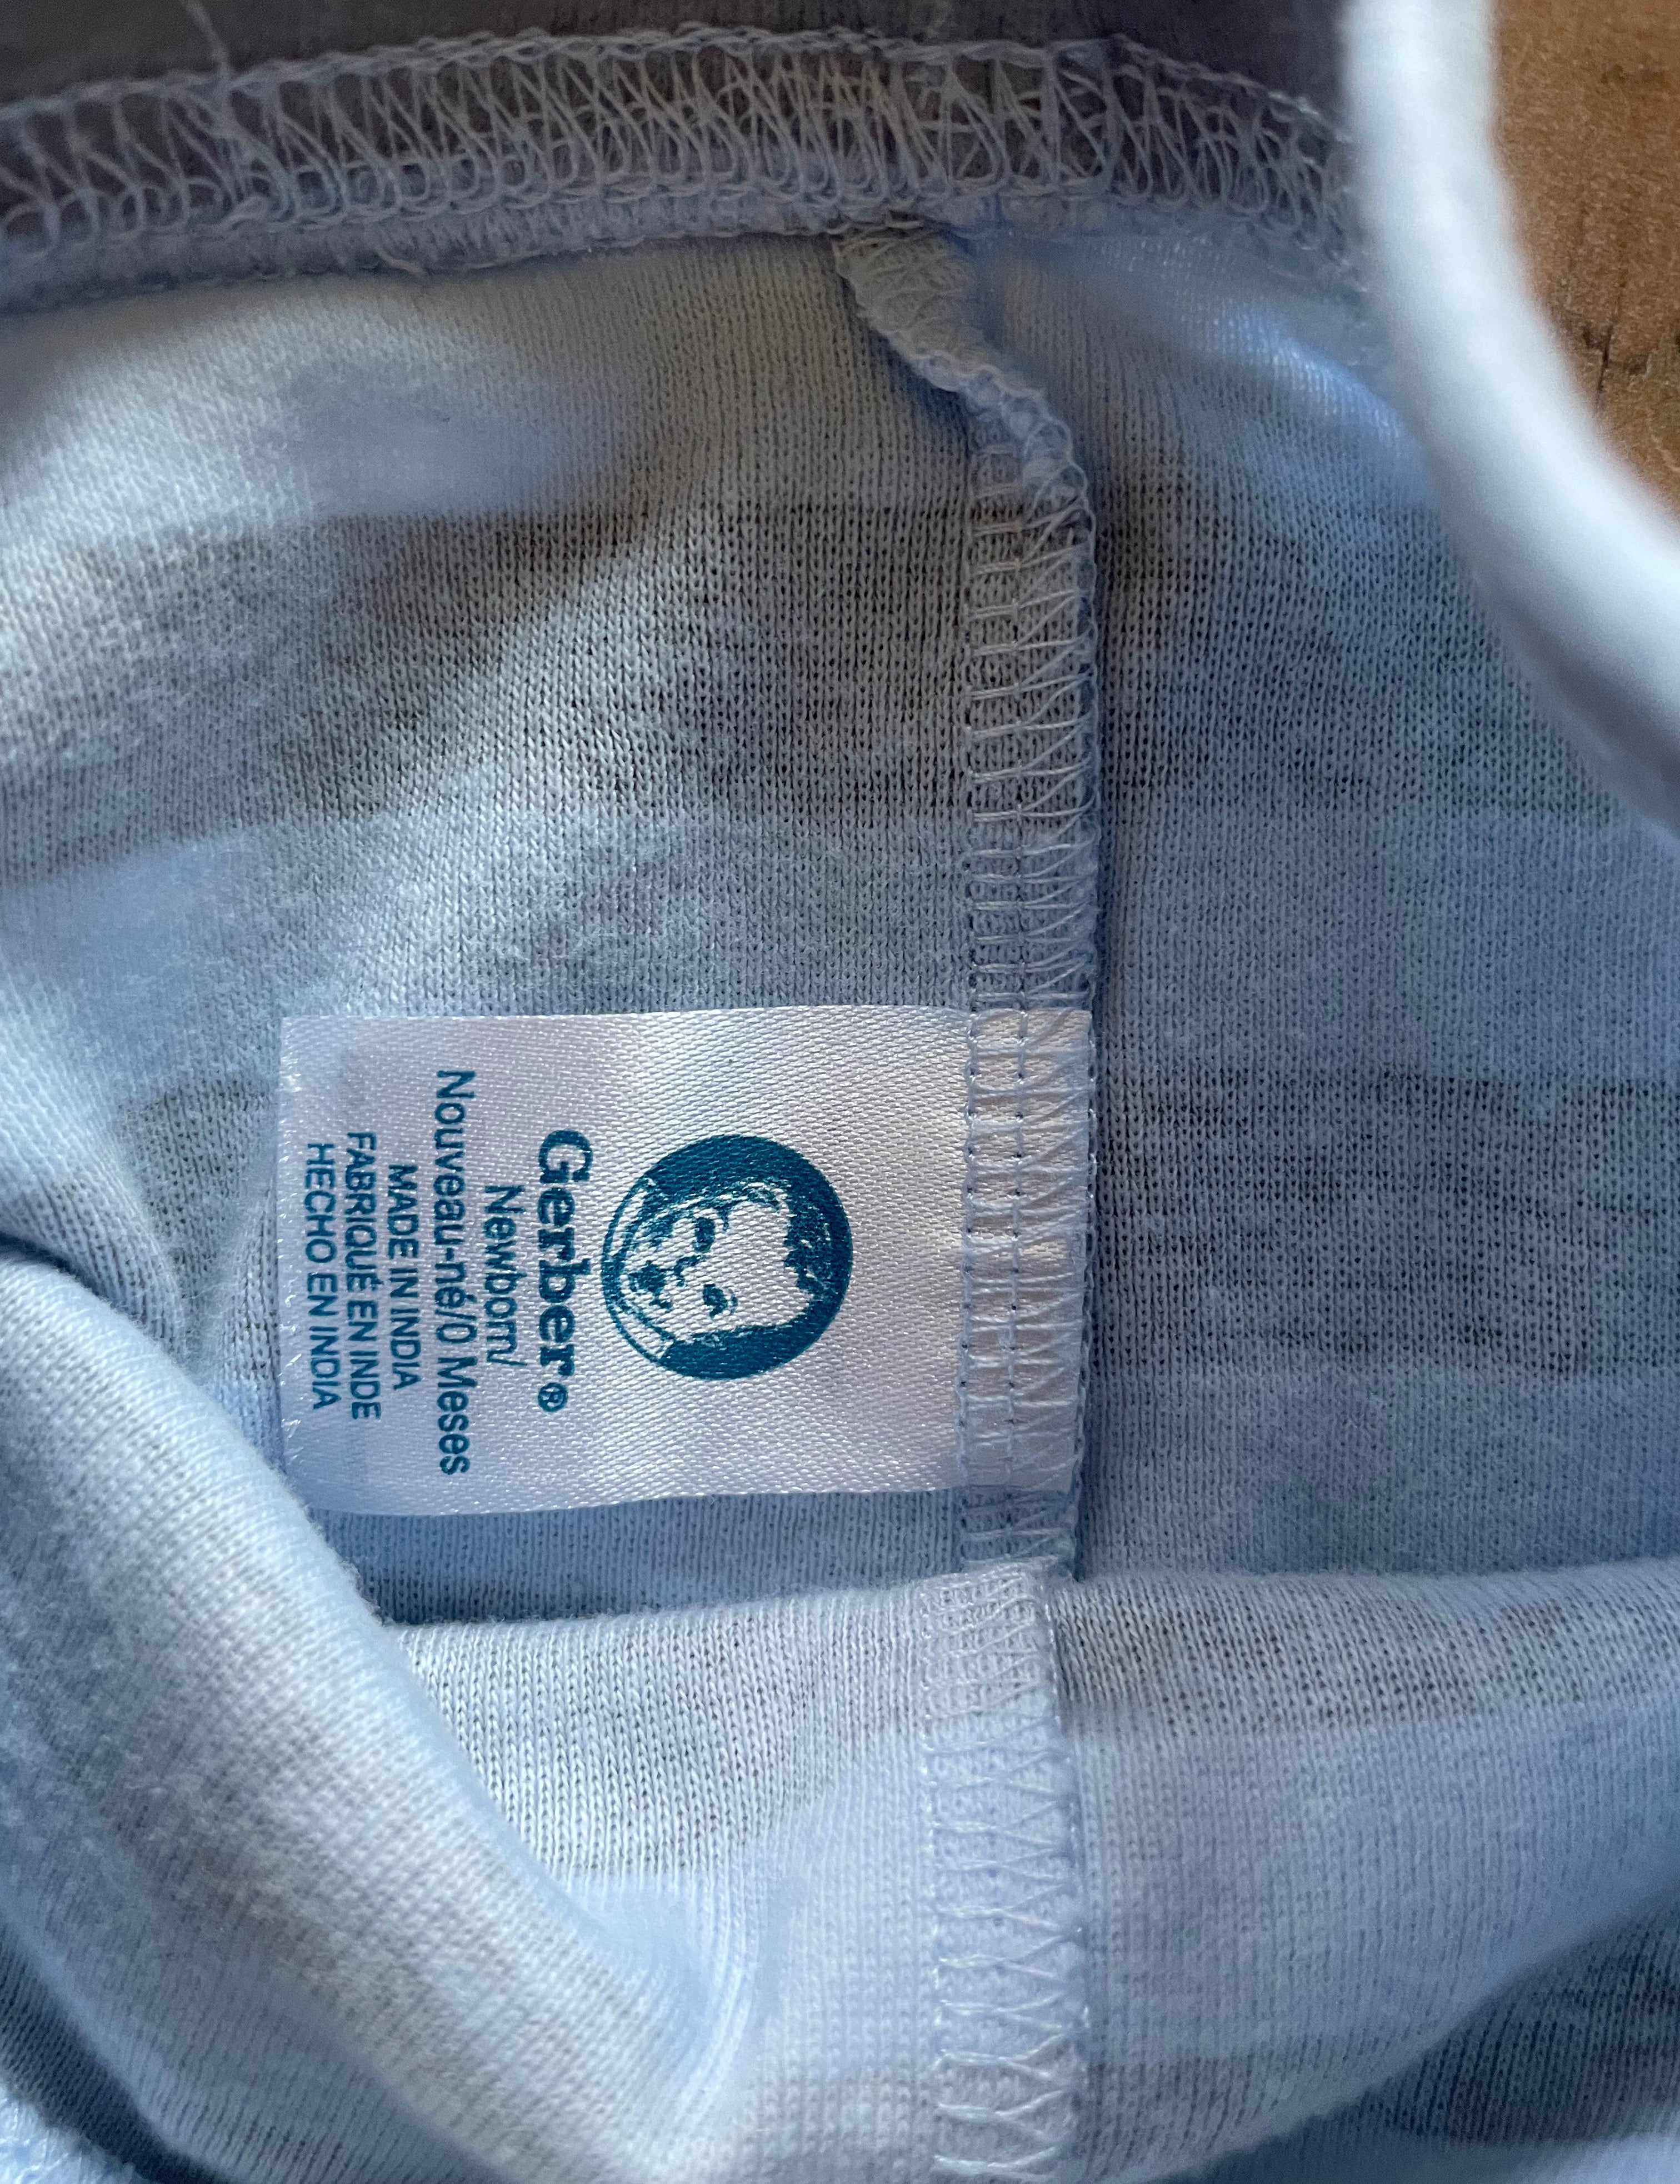 Gerber®
Newborn/
Nouveau-né/0 Meses
MADE IN INDIA
FABRIQUÉ EN INDE
HECHO EN INDIA